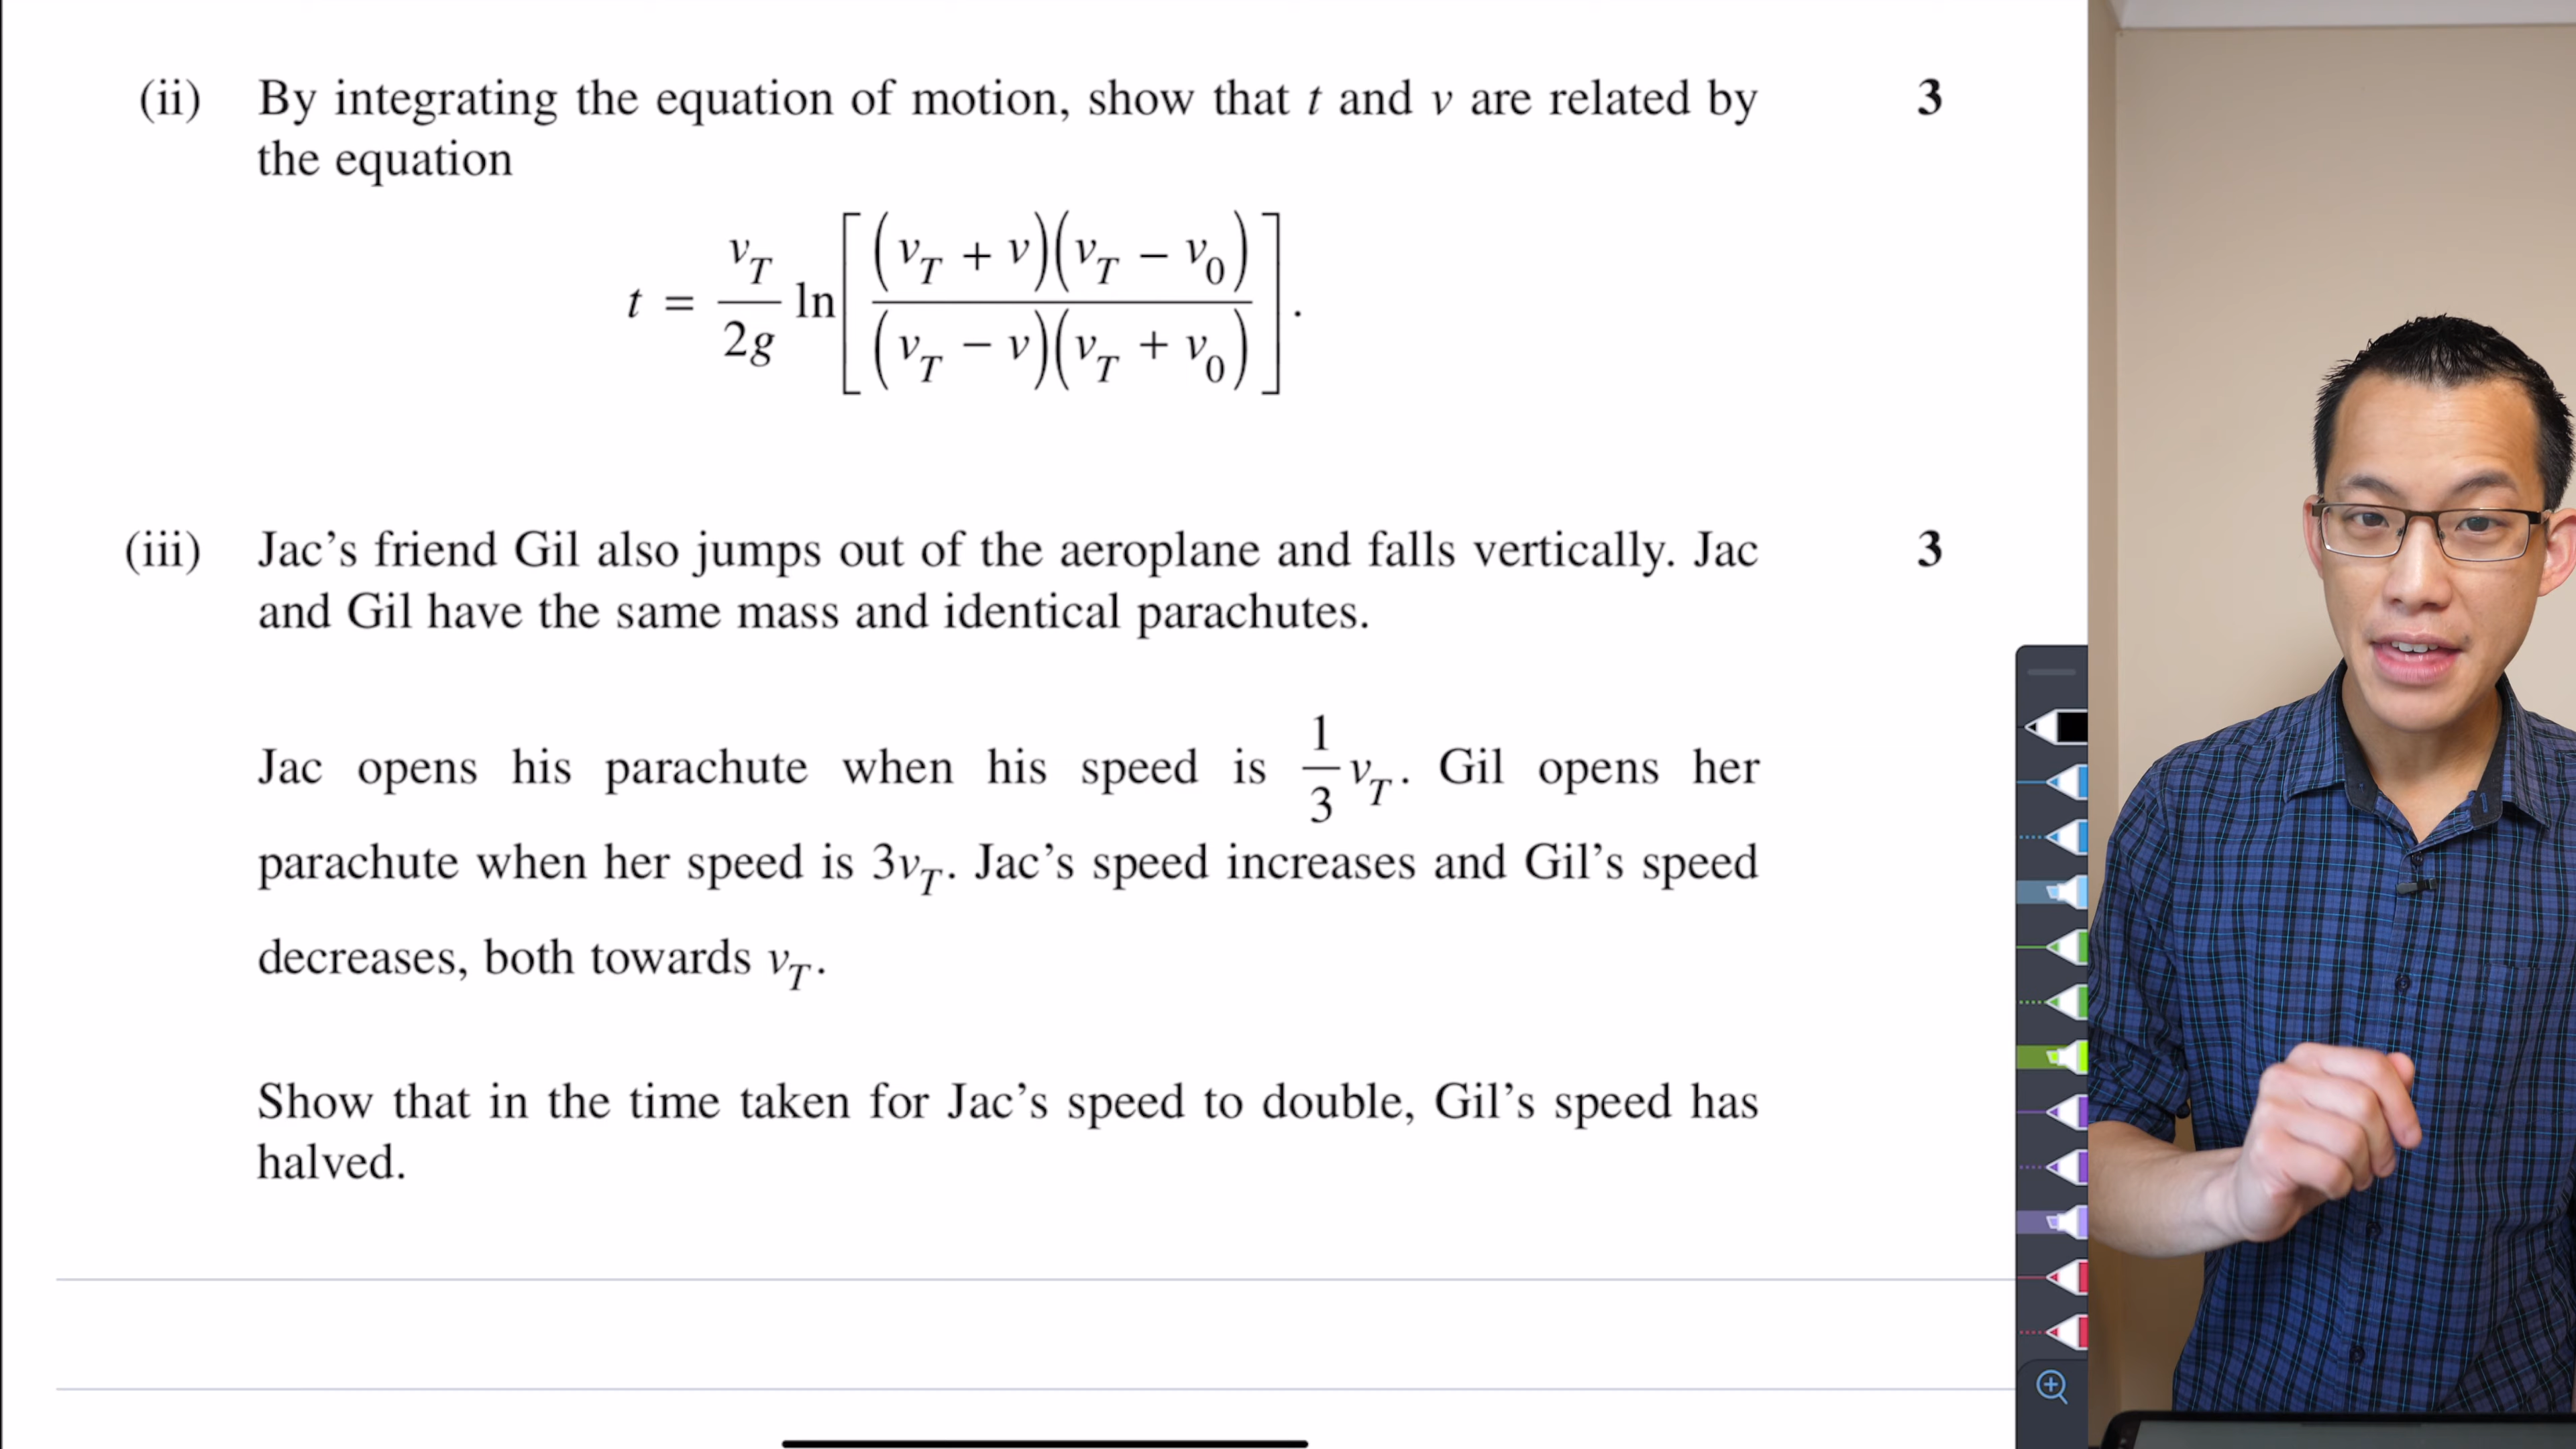 (ii) By integrating the equation of motion, show that t and v are related by 3
the equation
t = v_T/2g ln[(v_T + v)(v_T − v_0)/(v_T − v)(v_T + v_0)].
(iii) Jac’s friend Gil also jumps out of the aeroplane and falls vertically. Jac 3
and Gil have the same mass and identical parachutes.
Jac opens his parachute when his speed is 1/3 v_T. Gil opens her
parachute when her speed is 3v_T. Jac’s speed increases and Gil’s speed
decreases, both towards v_T.
Show that in the time taken for Jac’s speed to double, Gil’s speed has
halved.